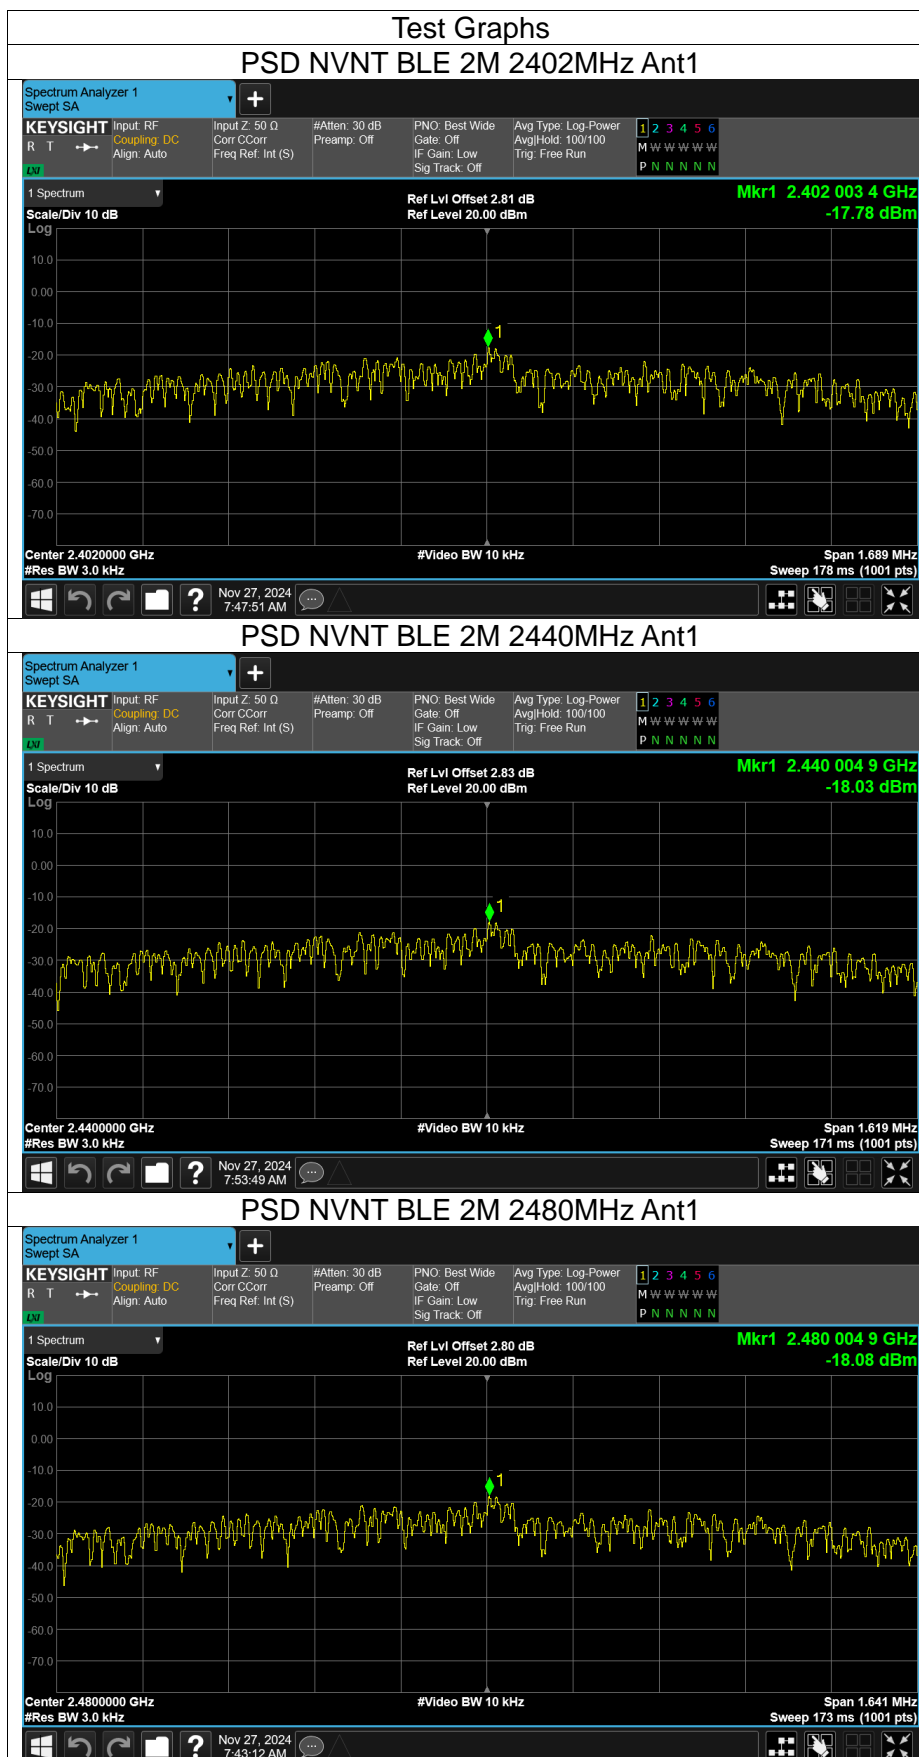 Test Graphs
PSD NVNT BLE 2M 2402MHz Ant1
Spectrum Analyzer 1
Swept SA
KEYSIGHT Input: RF Input Z: 50 Ω #Atten: 30 dB PNO: Best Wide Avg Type: Log-Power 1 2 3 4 5 6
R T Coupling: DC Corr CCorr Preamp: Off Gate: Off Avg|Hold: 100/100 M W W W W W
Align: Auto Freq Ref: Int (S) IF Gain: Low Trig: Free Run
LXI Sig Track: Off P N N N N N
1 Spectrum Ref Lvl Offset 2.81 dB Mkr1 2.402 003 4 GHz
Scale/Div 10 dB Ref Level 20.00 dBm -17.78 dBm
Log
10.0
0.00
1
-10.0
-20.0
-30.0
-40.0
-50.0
-60.0
-70.0
Center 2.4020000 GHz #Video BW 10 kHz Span 1.689 MHz
#Res BW 3.0 kHz Sweep 178 ms (1001 pts)
? Nov 27, 2024
7:47:51 AM
PSD NVNT BLE 2M 2440MHz Ant1
Spectrum Analyzer 1
Swept SA
KEYSIGHT Input: RF Input Z: 50 Ω #Atten: 30 dB PNO: Best Wide Avg Type: Log-Power 1 2 3 4 5 6
R T Coupling: DC Corr CCorr Preamp: Off Gate: Off Avg|Hold: 100/100 M W W W W W
Align: Auto Freq Ref: Int (S) IF Gain: Low Trig: Free Run
LXI Sig Track: Off P N N N N N
1 Spectrum Ref Lvl Offset 2.83 dB Mkr1 2.440 004 9 GHz
Scale/Div 10 dB Ref Level 20.00 dBm -18.03 dBm
Log
10.0
0.00
-10.0
1
-20.0
-30.0
-40.0
-50.0
-60.0
-70.0
Center 2.4400000 GHz #Video BW 10 kHz Span 1.619 MHz
#Res BW 3.0 kHz Sweep 171 ms (1001 pts)
? Nov 27, 2024
7:53:49 AM
PSD NVNT BLE 2M 2480MHz Ant1
Spectrum Analyzer 1
Swept SA
KEYSIGHT Input: RF Input Z: 50 Ω #Atten: 30 dB PNO: Best Wide Avg Type: Log-Power 1 2 3 4 5 6
R T Coupling: DC Corr CCorr Preamp: Off Gate: Off Avg|Hold: 100/100 M W W W W W
Align: Auto Freq Ref: Int (S) IF Gain: Low Trig: Free Run
LXI Sig Track: Off P N N N N N
1 Spectrum Ref Lvl Offset 2.80 dB Mkr1 2.480 004 9 GHz
Scale/Div 10 dB Ref Level 20.00 dBm -18.08 dBm
Log
10.0
0.00
-10.0
1
-20.0
-30.0
-40.0
-50.0
-60.0
-70.0
Center 2.4800000 GHz #Video BW 10 kHz Span 1.641 MHz
#Res BW 3.0 kHz Sweep 173 ms (1001 pts)
? Nov 27, 2024
7:43:12 AM